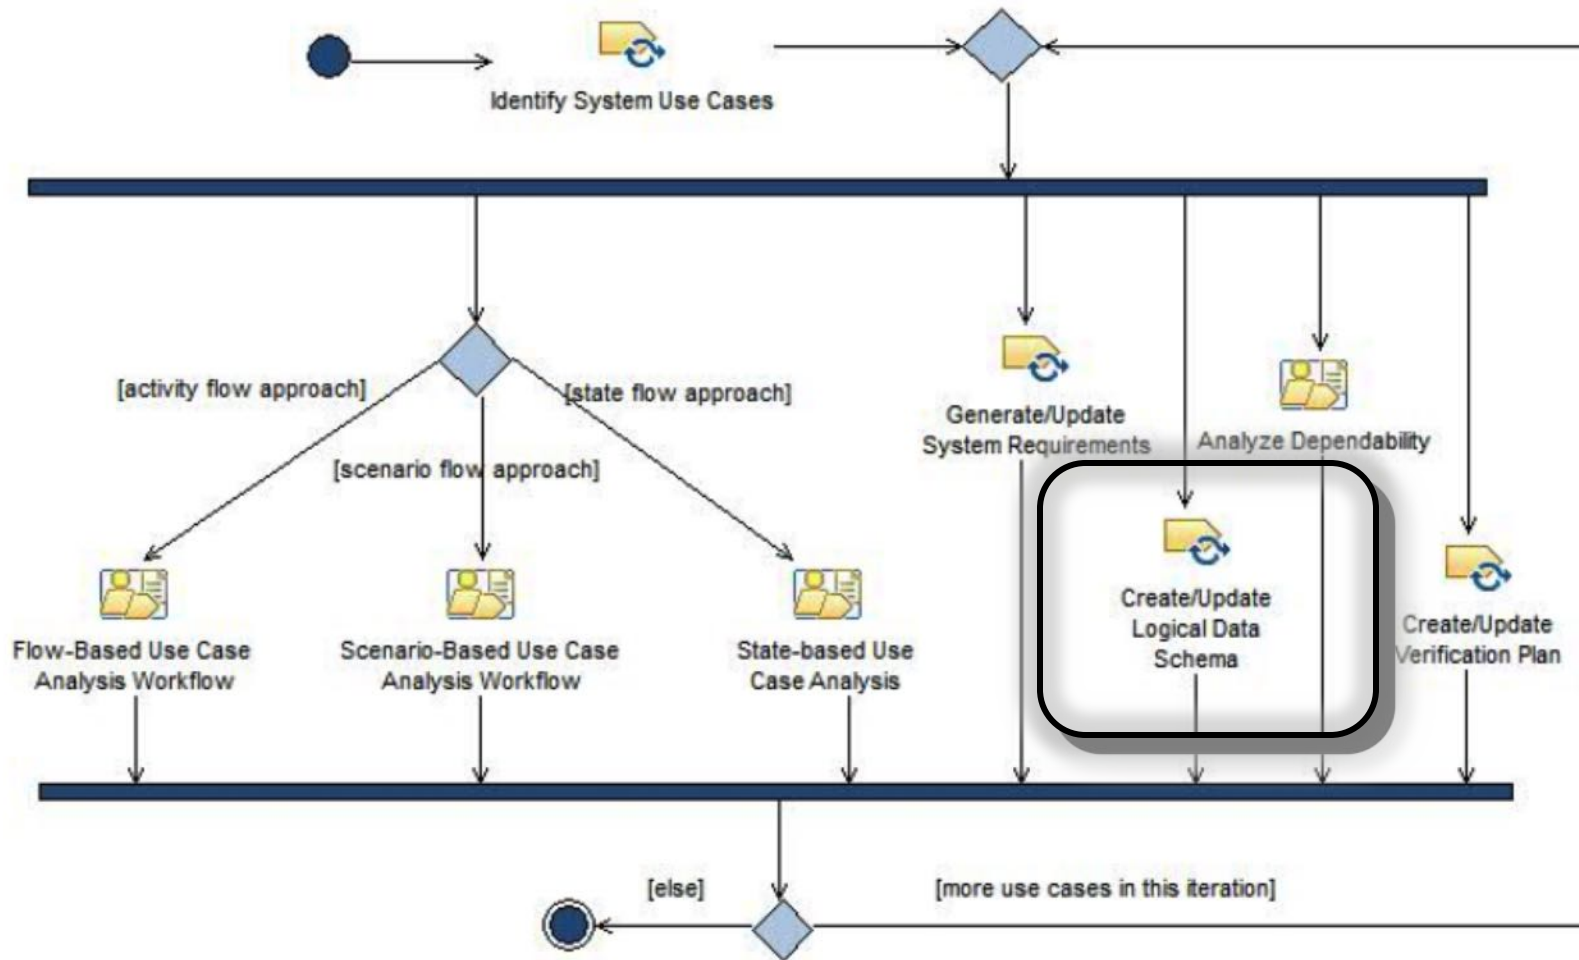 Identify System Use Cases
[activity flow approach]
[state flow approach]
[scenario flow approach]
Generate/Update
System Requirements
Analyze Dependability
Flow-Based Use Case
Analysis Workflow
Scenario-Based Use Case
Analysis Workflow
State-based Use
Case Analysis
Create/Update
Logical Data
Schema
Create/Update
Verification Plan
[else]
[more use cases in this iteration]